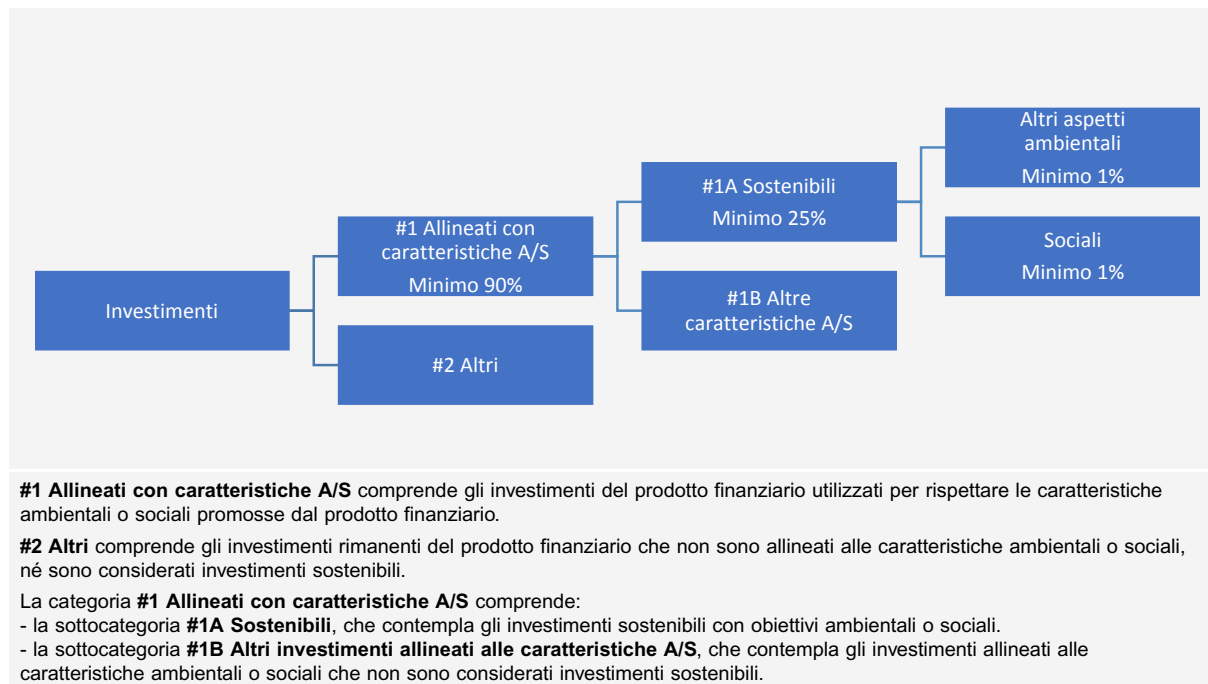 Altri aspetti
ambientali
Minimo 1%
#1A Sostenibili
Minimo 25%
#1 Allineati con
caratteristiche A/S
Minimo 90%
Sociali
Minimo 1%
Investimenti
#1B Altre
caratteristiche A/S
#2 Altri
#1 Allineati con caratteristiche A/S comprende gli investimenti del prodotto finanziario utilizzati per rispettare le caratteristiche
ambientali o sociali promosse dal prodotto finanziario.
#2 Altri comprende gli investimenti rimanenti del prodotto finanziario che non sono allineati alle caratteristiche ambientali o sociali,
né sono considerati investimenti sostenibili.
La categoria #1 Allineati con caratteristiche A/S comprende:
- la sottocategoria #1A Sostenibili, che contempla gli investimenti sostenibili con obiettivi ambientali o sociali.
- la sottocategoria #1B Altri investimenti allineati alle caratteristiche A/S, che contempla gli investimenti allineati alle
caratteristiche ambientali o sociali che non sono considerati investimenti sostenibili.